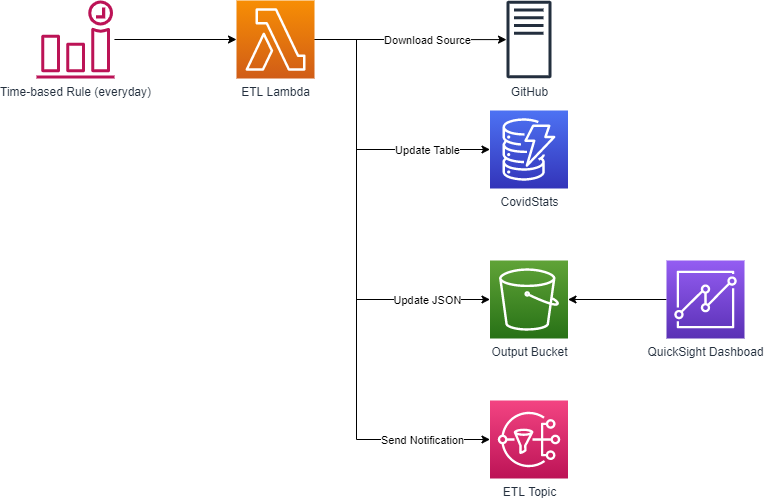 Time-based Rule (everyday)
ETL Lambda
Download Source
GitHub
Update Table
CovidStats
Update JSON
Output Bucket
QuickSight Dashboad
Send Notification
ETL Topic